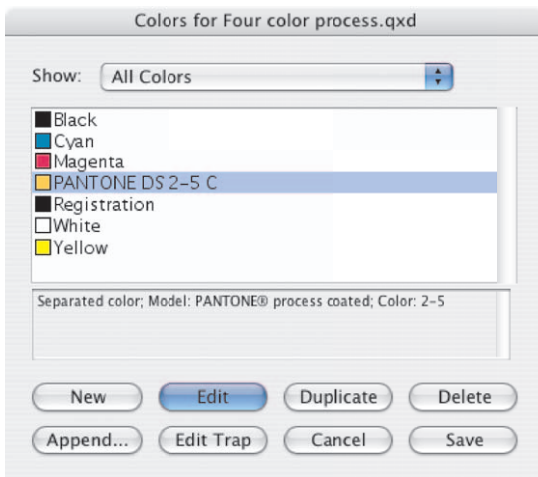 Colors for Four color process.qxd
Show: All Colors
Black
Cyan
Magenta
PANTONE DS 2-5 C
Registration
White
Yellow
Separated color; Model: PANTONE® process coated; Color: 2-5
New Edit Duplicate Delete
Append... Edit Trap Cancel Save